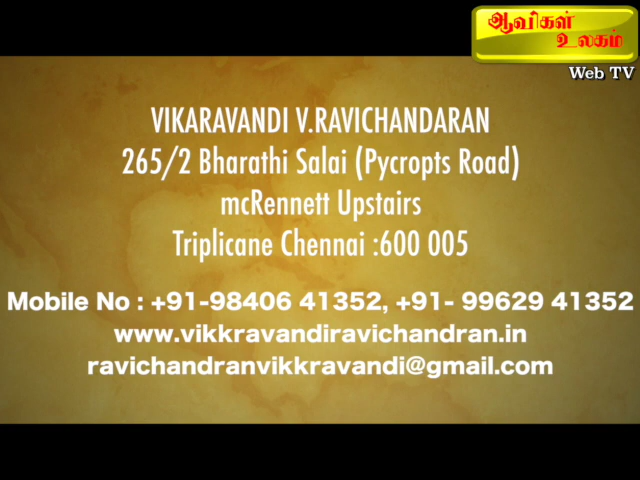 ஆவிகள்
உலகம்
Web TV
VIKARAVANDI V.RAVICHANDARAN
265/2 Bharathi Salai (Pycropts Road)
mcRennett Upstairs
Triplicane Chennai :600 005
Mobile No : +91-98406 41352, +91- 99629 41352
www.vikkravandiravichandran.in
ravichandranvikkravandi@gmail.com